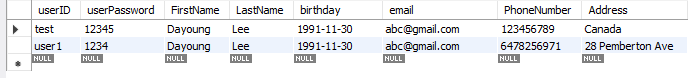 userID userPassword FirstName LastName birthday email PhoneNumber Address
test 12345 Dayoung Lee 1991-11-30 abc@gmail.com 123456789 Canada
user1 1234 Dayoung Lee 1991-11-30 abc@gmail.com 6478256971 28 Pemberton Ave
NULL NULL NULL NULL NULL NULL NULL NULL